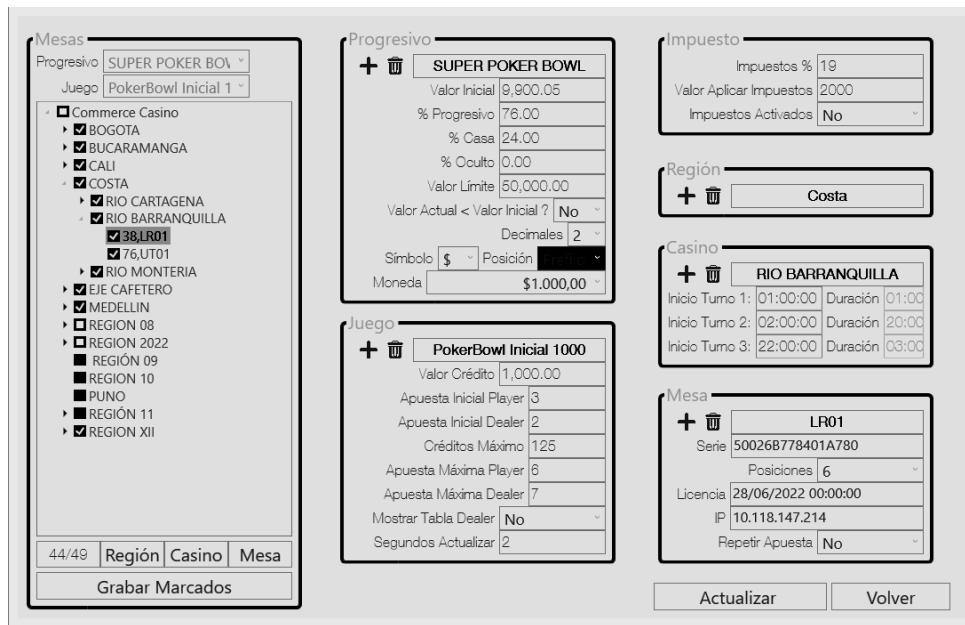 Mesas
Progresivo SUPER POKER BOV
Juego PokerBowl Inicial 1
Commerce Casino
BOGOTA
BUCARAMANGA
CALI
COSTA
RIO CARTAGENA
RIO BARRANQUILLA
38,LR01
76,UT01
RIO MONTERIA
EJE CAFETERO
MEDELLIN
REGION 08
REGION 2022
REGIÓN 09
REGION 10
PUNO
REGIÓN 11
REGION XII
44/49 Región Casino Mesa
Grabar Marcados
Progresivo
SUPER POKER BOWL
Valor Inicial 9,900.05
% Progresivo 76.00
% Casa 24.00
% Oculto 0.00
Valor Límite 50,000.00
Valor Actual < Valor Inicial ? No
Decimales 2
Símbolo $ Posición Prefijo
Moneda $1.000,00
Juego
PokerBowl Inicial 1000
Valor Crédito 1,000.00
Apuesta Inicial Player 3
Apuesta Inicial Dealer 2
Créditos Máximo 125
Apuesta Máxima Player 6
Apuesta Máxima Dealer 7
Mostrar Tabla Dealer No
Segundos Actualizar 2
Impuesto
Impuestos % 19
Valor Aplicar Impuestos 2000
Impuestos Activados No
Región
Costa
Casino
RIO BARRANQUILLA
Inicio Turno 1: 01:00:00 Duración 01:00
Inicio Turno 2: 02:00:00 Duración 20:00
Inicio Turno 3: 22:00:00 Duración 03:00
Mesa
LR01
Serie 50026B778401A780
Posiciones 6
Licencia 28/06/2022 00:00:00
IP 10.118.147.214
Repetir Apuesta No
Actualizar Volver